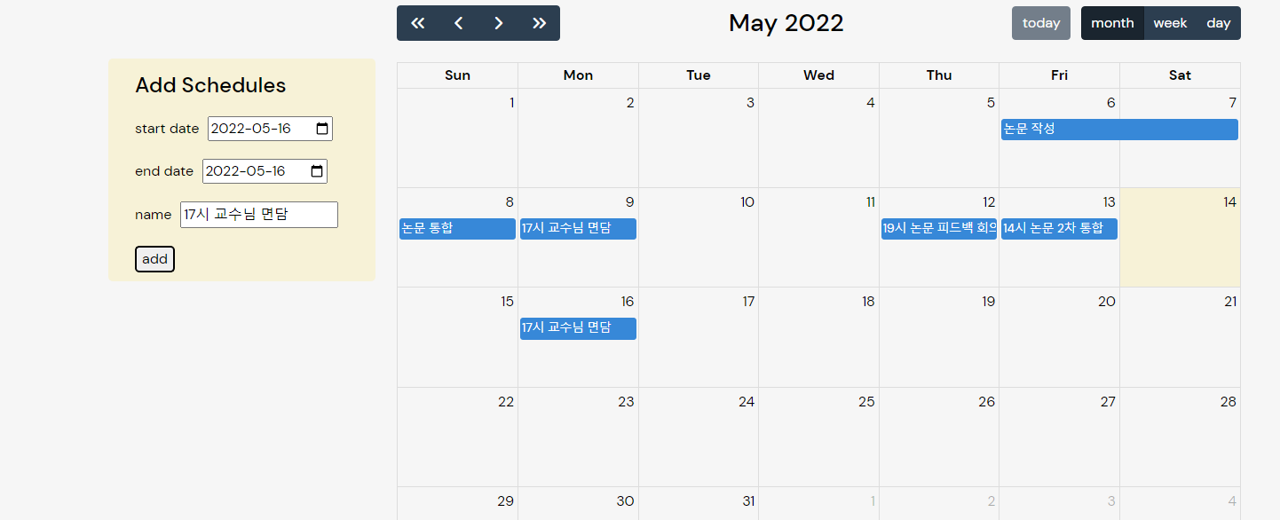 May 2022
today
month week day
Add Schedules
start date 2022-05-16
end date 2022-05-16
name 17시 교수님 면담
add
Sun Mon Tue Wed Thu Fri Sat
1 2 3 4 5 6 7
논문 작성
8 9 10 11 12 13 14
논문 통합 17시 교수님 면담 19시 논문 피드백 회의 14시 논문 2차 통합
15 16 17 18 19 20 21
17시 교수님 면담
22 23 24 25 26 27 28
29 30 31 1 2 3 4